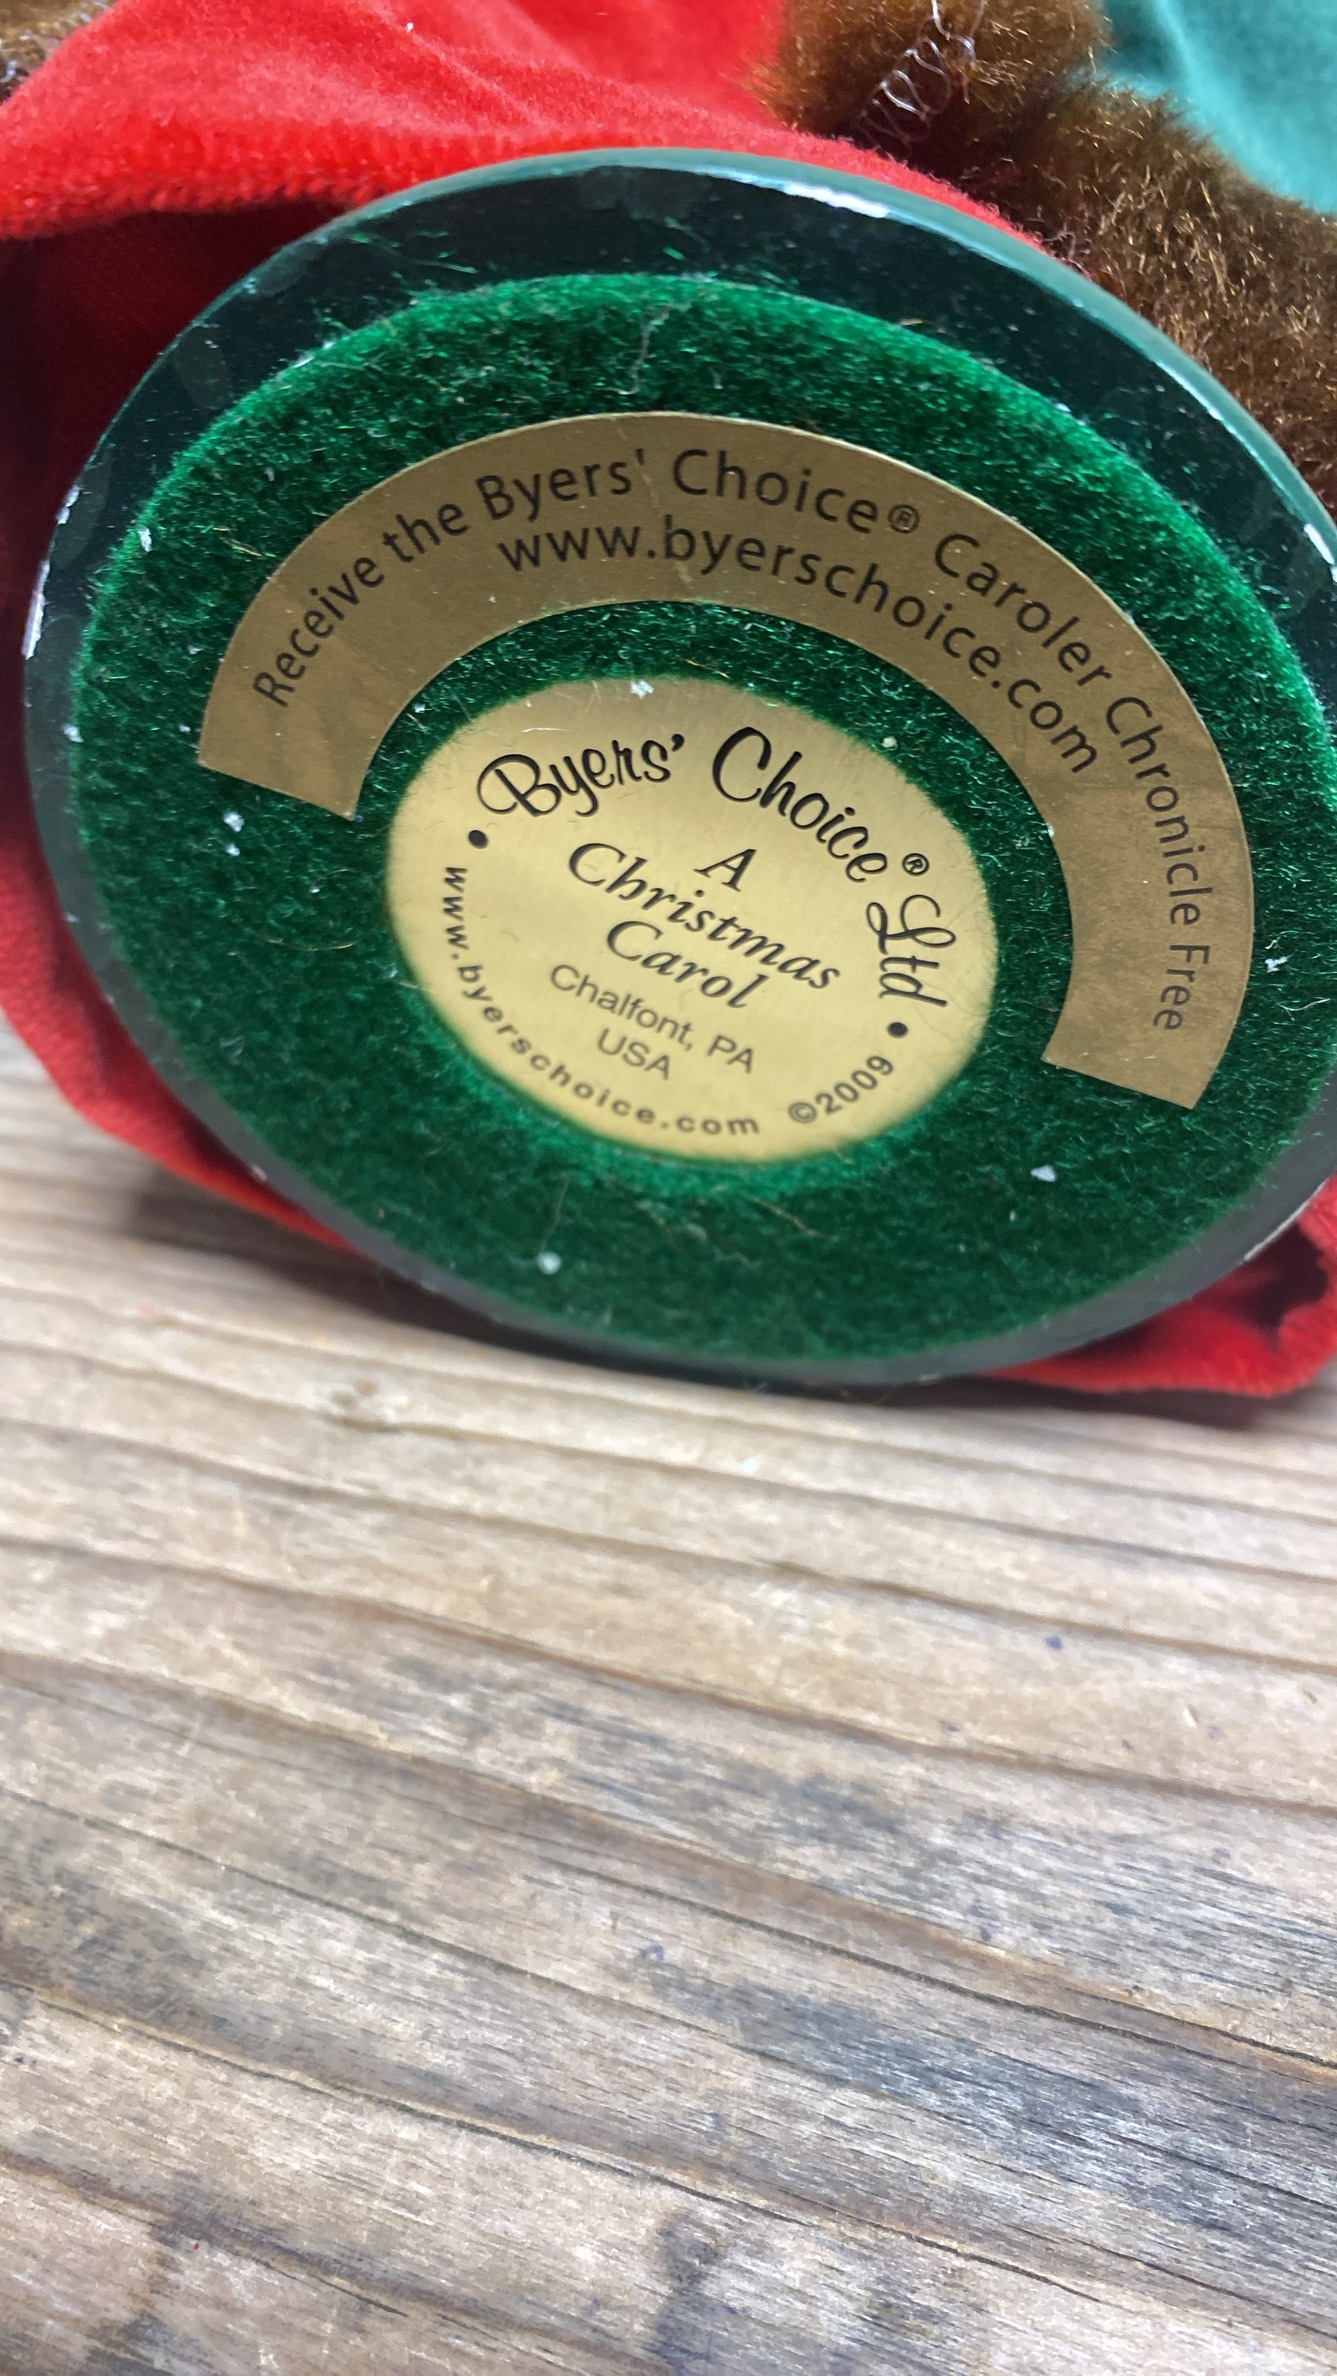 Receive the Byers' Choice® Caroler Chronicle Free
www.byerschoice.com
Byers' Choice® Ltd
A
Christmas
Carol
Chalfont, PA
USA
• www.byerschoice.com ©2009 •